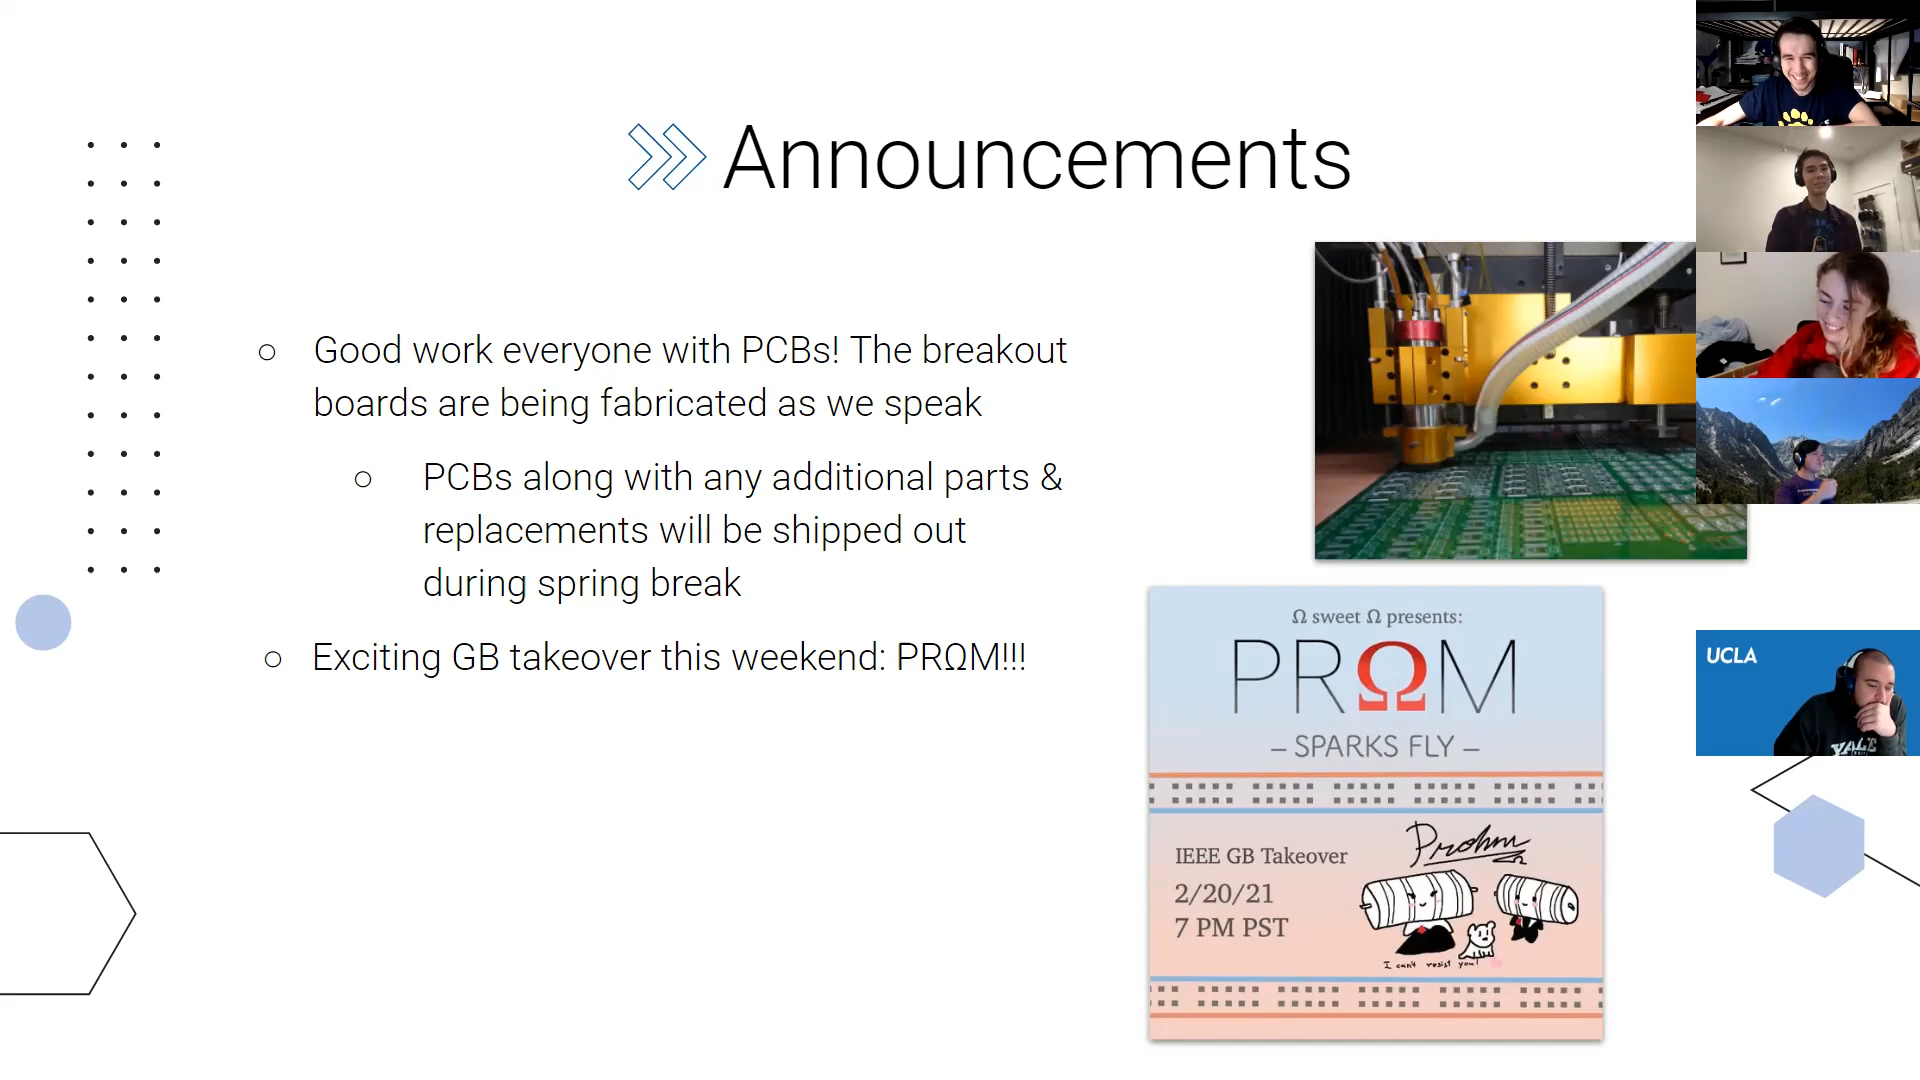 Announcements
○ Good work everyone with PCBs! The breakout
boards are being fabricated as we speak
○ PCBs along with any additional parts &
replacements will be shipped out
during spring break
○ Exciting GB takeover this weekend: PRΩM!!!
Ω sweet Ω presents:
PRΩM
– SPARKS FLY –
IEEE GB Takeover
2/20/21
7 PM PST
Prohm
Ω
I can't resist you!
UCLA
YALE